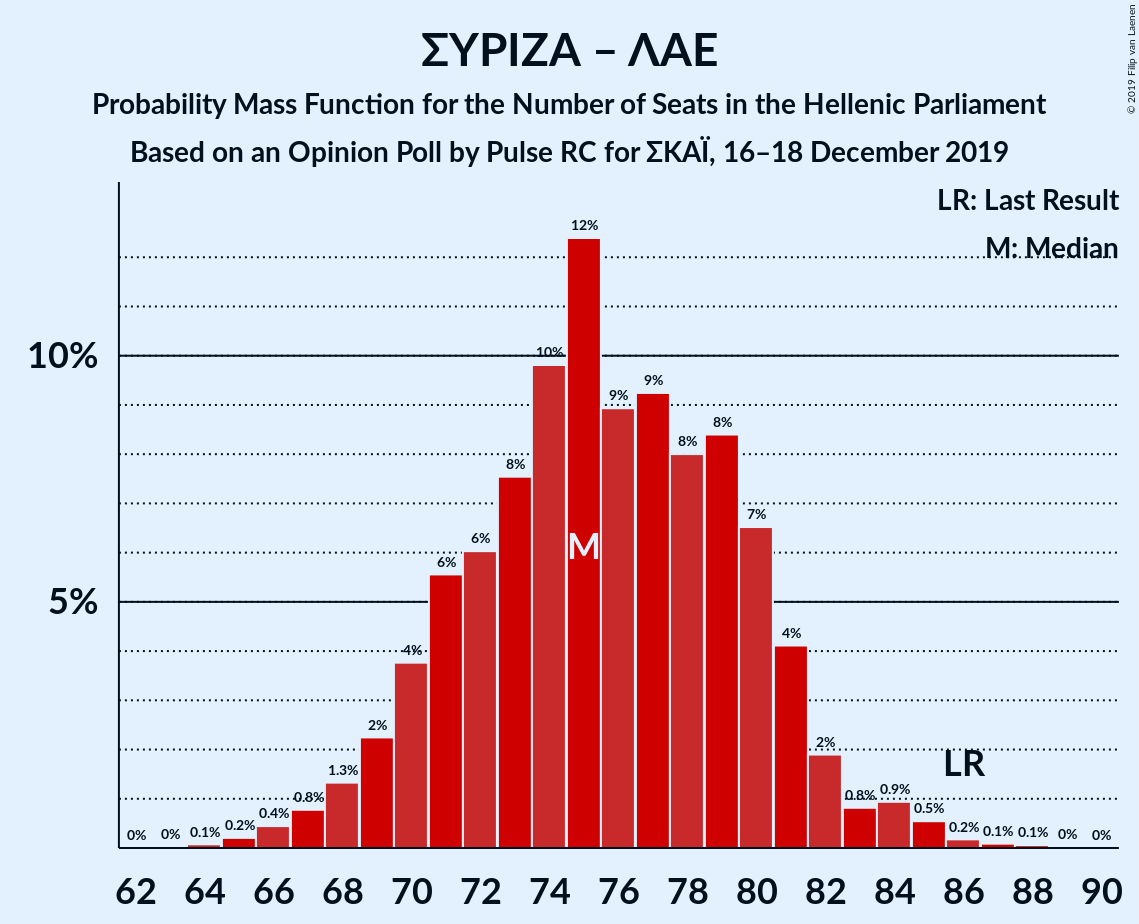 ΣΥΡΙΖΑ – ΛΑΕ
Probability Mass Function for the Number of Seats in the Hellenic Parliament
Based on an Opinion Poll by Pulse RC for ΣΚΑΪ, 16–18 December 2019
© 2019 Filip van Laenen
LR: Last Result
M: Median
10%
5%
0% 0% 0.1% 0.2% 0.4% 0.8% 1.3% 2% 4% 6% 6% 8% 10% 12% 9% 9% 8% 8% 7% 4% 2% 0.8% 0.9% 0.5% 0.2% 0.1% 0.1% 0% 0%
M
LR
62 64 66 68 70 72 74 76 78 80 82 84 86 88 90